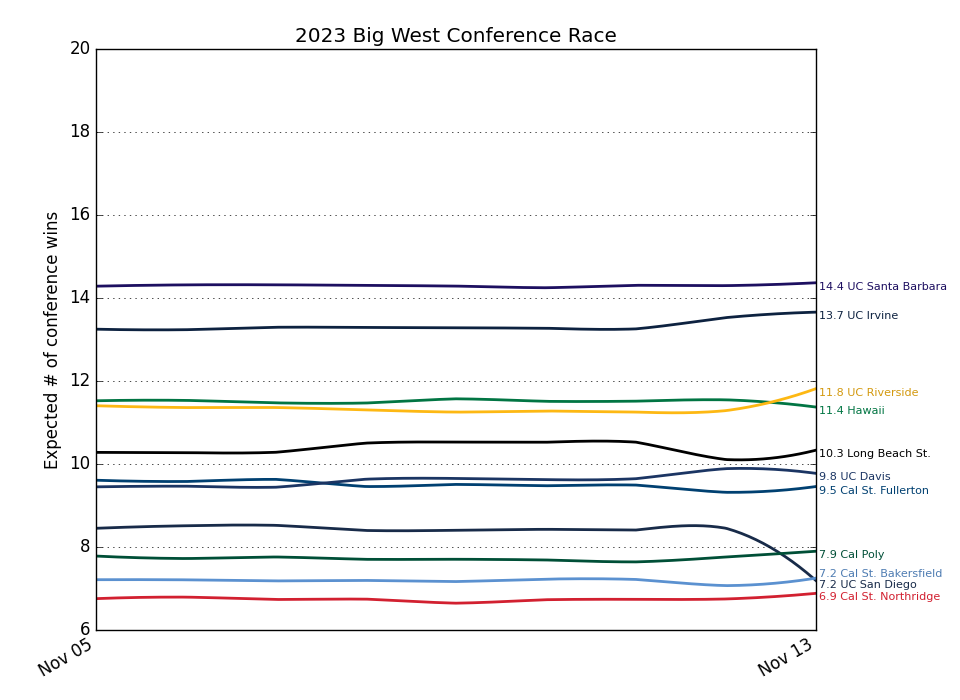 2023 Big West Conference Race
Expected # of conference wins
20
18
16
14
12
10
8
6
14.4 UC Santa Barbara
13.7 UC Irvine
11.8 UC Riverside
11.4 Hawaii
10.3 Long Beach St.
9.8 UC Davis
9.5 Cal St. Fullerton
7.9 Cal Poly
7.2 Cal St. Bakersfield
7.2 UC San Diego
6.9 Cal St. Northridge
Nov 05
Nov 13